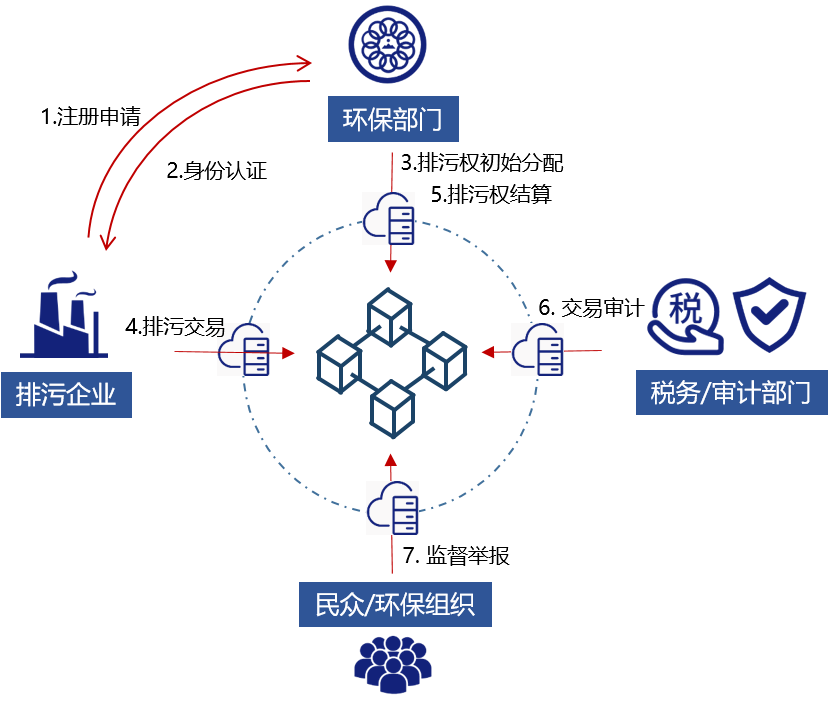 环保部门
1.注册申请
2.身份认证
3.排污权初始分配
5.排污权结算
4.排污交易
6. 交易审计
税
排污企业
税务/审计部门
7. 监督举报
民众/环保组织